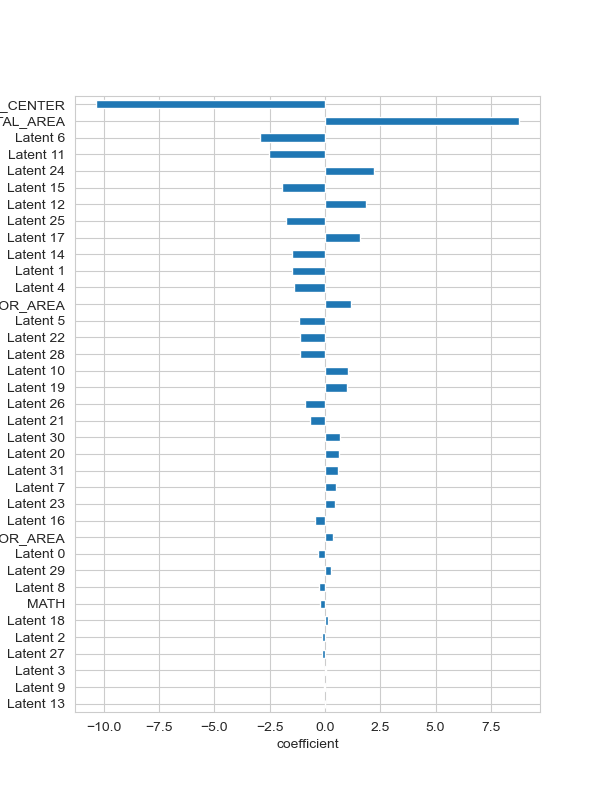 _CENTER
TAL_AREA
Latent 6
Latent 11
Latent 24
Latent 15
Latent 12
Latent 25
Latent 17
Latent 14
Latent 1
Latent 4
OR_AREA
Latent 5
Latent 22
Latent 28
Latent 10
Latent 19
Latent 26
Latent 21
Latent 30
Latent 20
Latent 31
Latent 7
Latent 23
Latent 16
OR_AREA
Latent 0
Latent 29
Latent 8
MATH
Latent 18
Latent 2
Latent 27
Latent 3
Latent 9
Latent 13
−10.0 −7.5 −5.0 −2.5 0.0 2.5 5.0 7.5
coefficient